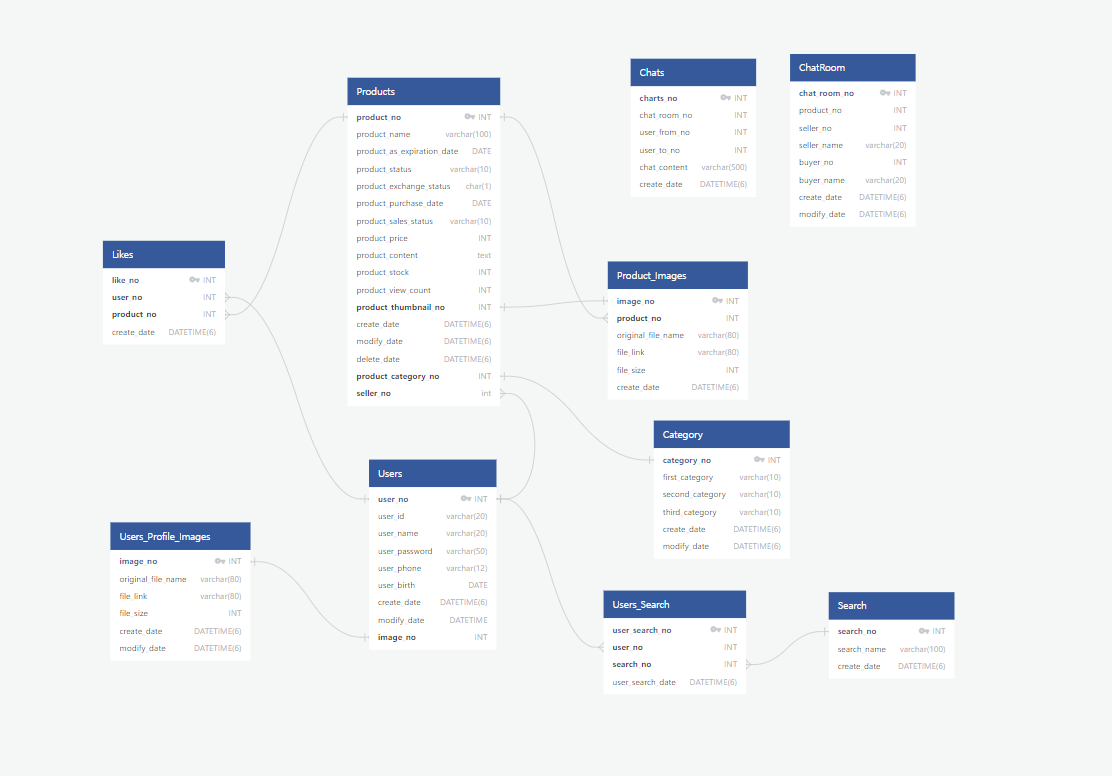 Products
product_no INT
product_name varchar(100)
product_as_expiration_date DATE
product_status varchar(10)
product_exchange_status char(1)
product_purchase_date DATE
product_sales_status varchar(10)
product_price INT
product_content text
product_stock INT
product_view_count INT
product_thumbnail_no INT
create_date DATETIME(6)
modify_date DATETIME(6)
delete_date DATETIME(6)
product_category_no INT
seller_no int
Chats
charts_no INT
chat_room_no INT
user_from_no INT
user_to_no INT
chat_content varchar(500)
create_date DATETIME(6)
ChatRoom
chat_room_no INT
product_no INT
seller_no INT
seller_name varchar(20)
buyer_no INT
buyer_name varchar(20)
create_date DATETIME(6)
modify_date DATETIME(6)
Likes
like_no INT
user_no INT
product_no INT
create_date DATETIME(6)
Product_Images
image_no INT
product_no INT
original_file_name varchar(80)
file_link varchar(80)
file_size INT
create_date DATETIME(6)
Category
category_no INT
first_category varchar(10)
second_category varchar(10)
third_category varchar(10)
create_date DATETIME(6)
modify_date DATETIME(6)
Users
user_no INT
user_id varchar(20)
user_name varchar(20)
user_password varchar(50)
user_phone varchar(12)
user_birth DATE
create_date DATETIME(6)
modify_date DATETIME
image_no INT
Users_Profile_Images
image_no INT
original_file_name varchar(80)
file_link varchar(80)
file_size INT
create_date DATETIME(6)
modify_date DATETIME(6)
Users_Search
user_search_no INT
user_no INT
search_no INT
user_search_date DATETIME(6)
Search
search_no INT
search_name varchar(100)
create_date DATETIME(6)